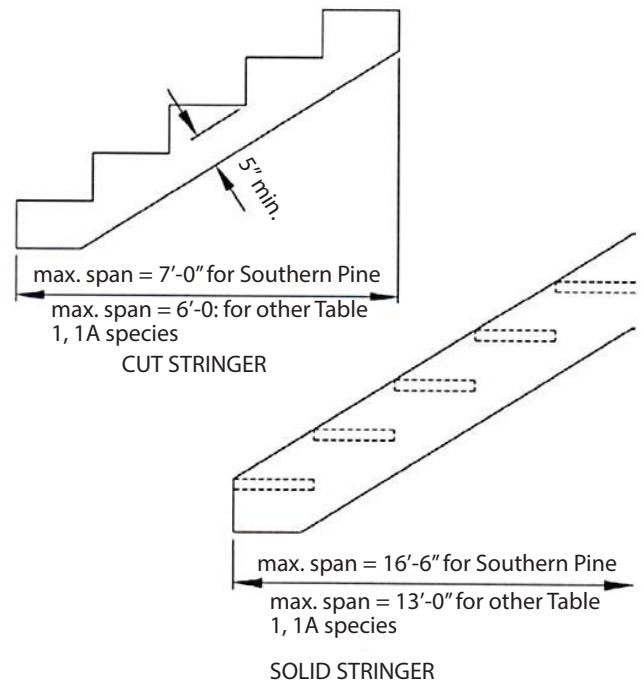 5” min.
max. span = 7’-0” for Southern Pine
max. span = 6’-0: for other Table
1, 1A species
CUT STRINGER
max. span = 16’-6” for Southern Pine
max. span = 13’-0” for other Table
1, 1A species
SOLID STRINGER